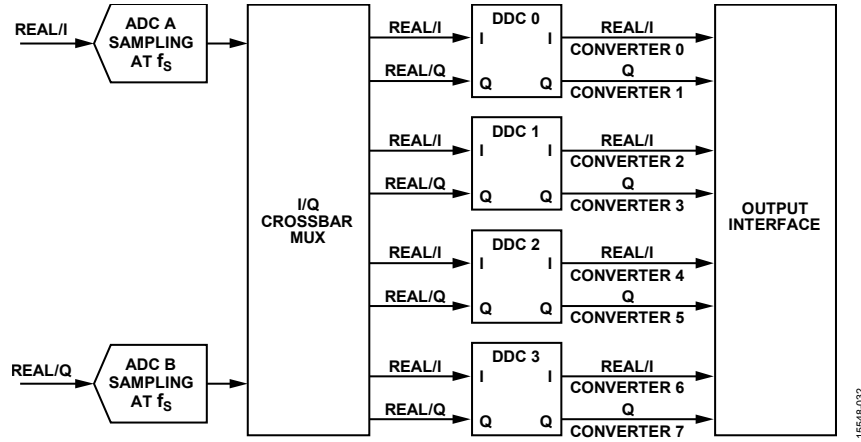 REAL/I
ADC A
SAMPLING
AT fS
I/Q
CROSSBAR
MUX
REAL/I
REAL/Q
DDC 0
I
I
Q
Q
REAL/I
CONVERTER 0
Q
CONVERTER 1
REAL/I
REAL/Q
DDC 1
I
I
Q
Q
REAL/I
CONVERTER 2
Q
CONVERTER 3
REAL/I
REAL/Q
DDC 2
I
I
Q
Q
REAL/I
CONVERTER 4
Q
CONVERTER 5
REAL/Q
ADC B
SAMPLING
AT fS
REAL/I
REAL/Q
DDC 3
I
I
Q
Q
REAL/I
CONVERTER 6
Q
CONVERTER 7
OUTPUT
INTERFACE
15548-032